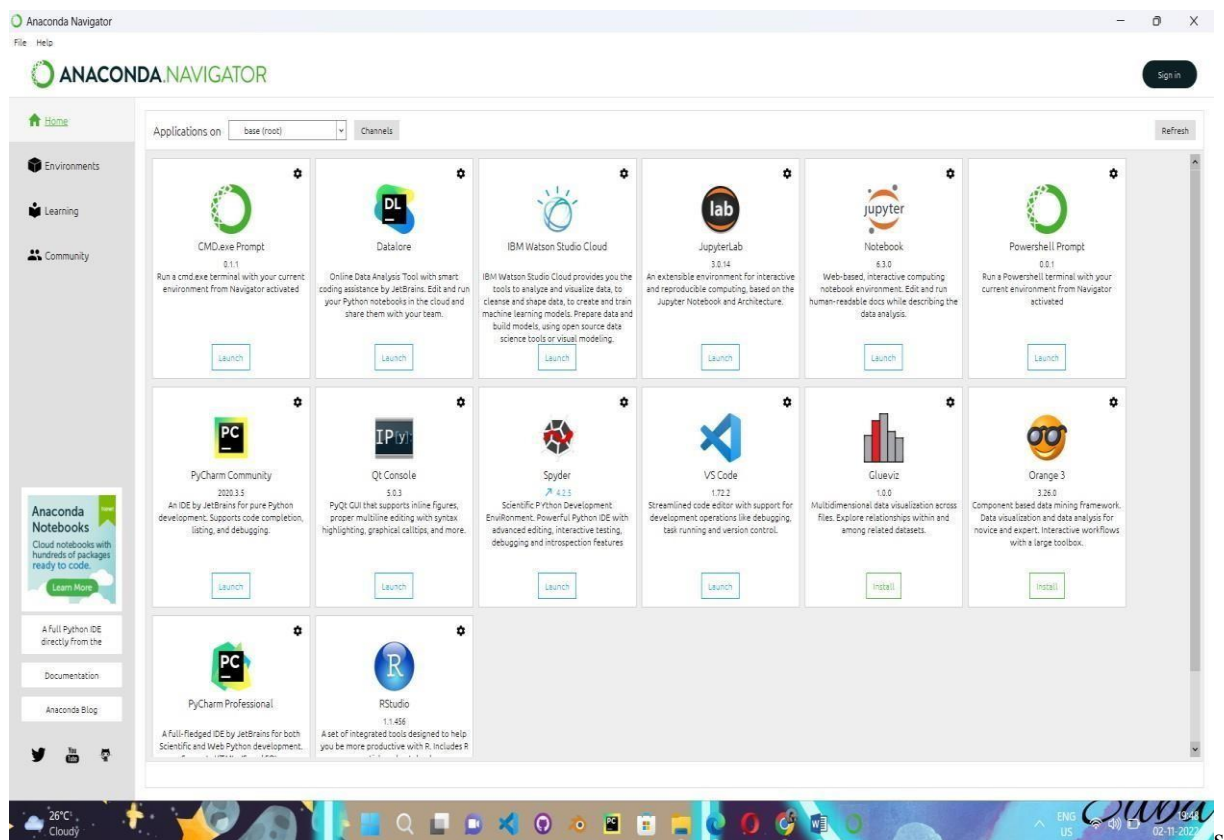 Anaconda Navigator
File Help
ANACONDA.NAVIGATOR
Sign in
Home
Environments
Learning
Community
Applications on base (root) Channels Refresh
CMD.exe Prompt
0.1.1
Run a cmd.exe terminal with your current
environment from Navigator activated
Launch
DL
Datalore
Online Data Analysis Tool with smart
coding assistance by JetBrains. Edit and run
your Python notebooks in the cloud and
share them with your team.
Launch
IBM Watson Studio Cloud
IBM Watson Studio Cloud provides you the
tools to analyze and visualize data, to
cleanse and shape data, to create and train
machine learning models. Prepare data and
build models, using open source data
science tools or visual modeling.
Launch
lab
JupyterLab
3.0.14
An extensible environment for interactive
and reproducible computing, based on the
Jupyter Notebook and Architecture.
Launch
jupyter
Notebook
6.3.0
Web-based, interactive computing
notebook environment. Edit and run
human-readable docs while describing the
data analysis.
Launch
Powershell Prompt
0.0.1
Run a Powershell terminal with your
current environment from Navigator
activated
Launch
PC
PyCharm Community
2020.3.5
An IDE by JetBrains for pure Python
development. Supports code completion,
listing, and debugging.
Launch
IP[y]:
Qt Console
5.0.3
PyQt GUI that supports inline figures,
proper multiline editing with syntax
highlighting, graphical calltips, and more.
Launch
Spyder
4.2.5
Scientific PYthon Development
EnviRonment. Powerful Python IDE with
advanced editing, interactive testing,
debugging and introspection features
Launch
VS Code
1.72.2
Streamlined code editor with support for
development operations like debugging,
task running and version control.
Launch
Glueviz
1.0.0
Multidimensional data visualization across
files. Explore relationships within and
among related datasets.
Install
Orange 3
3.26.0
Component based data mining framework.
Data visualization and data analysis for
novice and expert. Interactive workflows
with a large toolbox.
Install
PC
PyCharm Professional
A full-fledged IDE by JetBrains for both
Scientific and Web Python development.
R
RStudio
1.1.456
A set of integrated tools designed to help
you be more productive with R. Includes R
Anaconda
Notebooks
Cloud notebooks with
hundreds of packages
ready to code.
Learn More
A full Python IDE
directly from the
Documentation
Anaconda Blog
You
Tube
26°C
Cloudy
ENG
US
19:48
02-11-2022
s